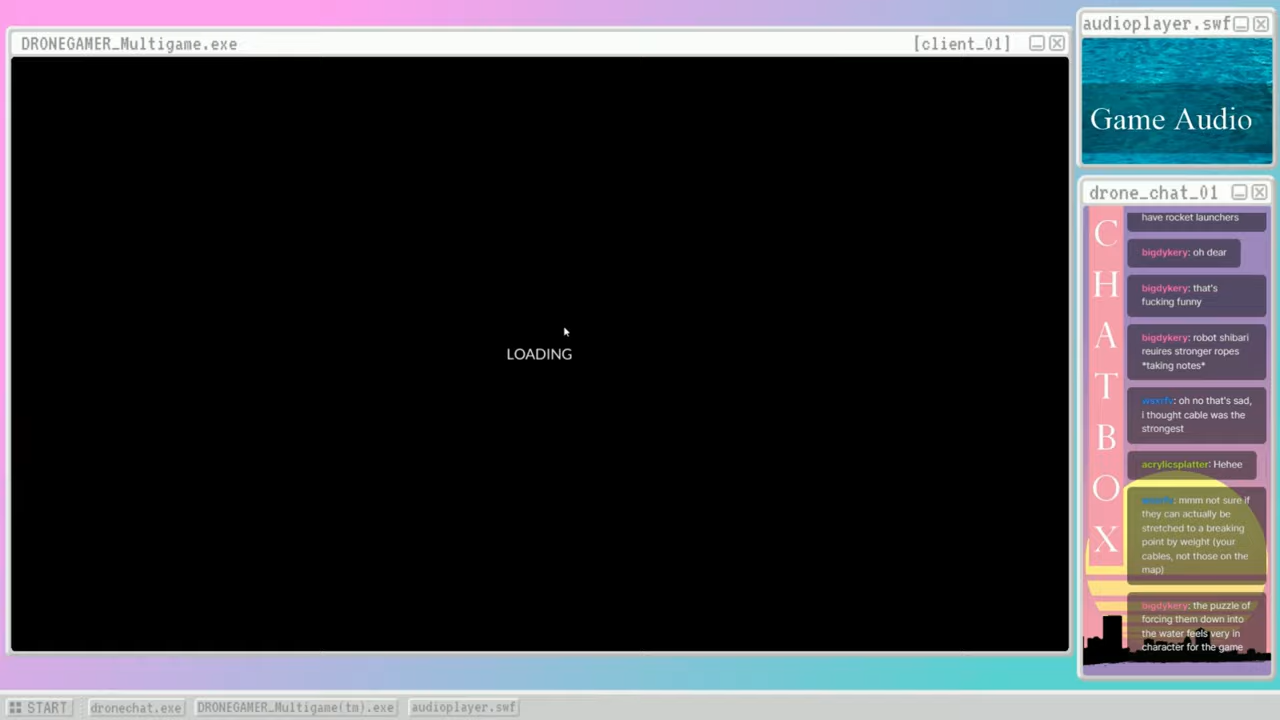 DRONEGAMER_Multigame.exe
[client_01]
LOADING
audioplayer.swf
Game Audio
drone_chat_01
CHATBOX
have rocket launchers
bigdykery: oh dear
bigdykery: that's
fucking funny
bigdykery: robot shibari
reuires stronger ropes
*taking notes*
: oh no that's sad,
i thought cable was the
strongest
acrylicsplatter: Hehee
: mmm not sure if
they can actually be
stretched to a breaking
point by weight (your
cables, not those on the
map)
bigdykery: the puzzle of
forcing them down into
the water feels very in
character for the game
START
dronechat.exe
DRONEGAMER_Multigame(tm).exe
audioplayer.swf